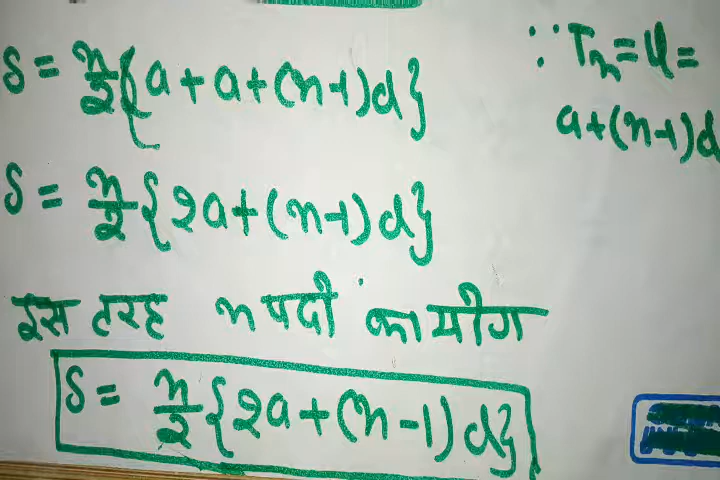 S = n/2{a+a+(n-1)d}
∵ Tn = l =
a+(n-1)d
S = n/2{2a+(n-1)d}
इस तरह n पदों का योग
S = n/2{2a+(n-1)d}